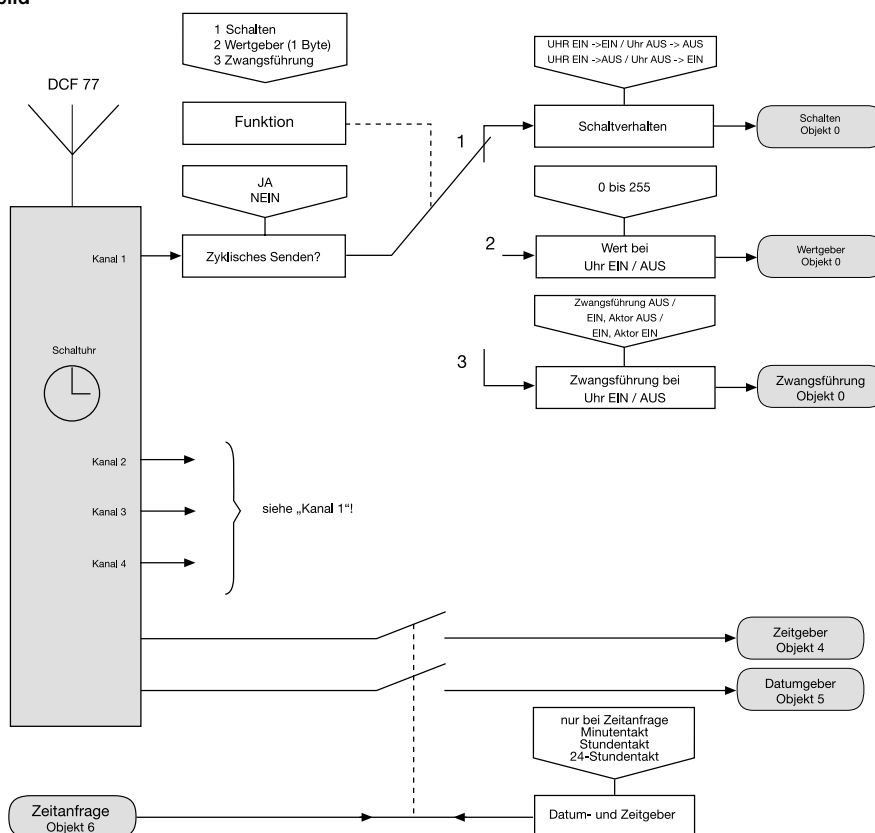 bild
1 Schalten
2 Wertgeber (1 Byte)
3 Zwangsführung
UHR EIN ->EIN / Uhr AUS -> AUS
UHR EIN ->AUS / Uhr AUS -> EIN
DCF 77
Funktion
1
Schaltverhalten
Schalten
Objekt 0
JA
NEIN
0 bis 255
Kanal 1
Zyklisches Senden?
2
Wert bei
Uhr EIN / AUS
Wertgeber
Objekt 0
Zwangsführung AUS /
EIN, Aktor AUS /
EIN, Aktor EIN
Schaltuhr
3
Zwangsführung bei
Uhr EIN / AUS
Zwangsführung
Objekt 0
Kanal 2
Kanal 3
siehe „Kanal 1“!
Kanal 4
Zeitgeber
Objekt 4
Datumgeber
Objekt 5
nur bei Zeitanfrage
Minutentakt
Stundentakt
24-Stundentakt
Zeitanfrage
Objekt 6
Datum- und Zeitgeber